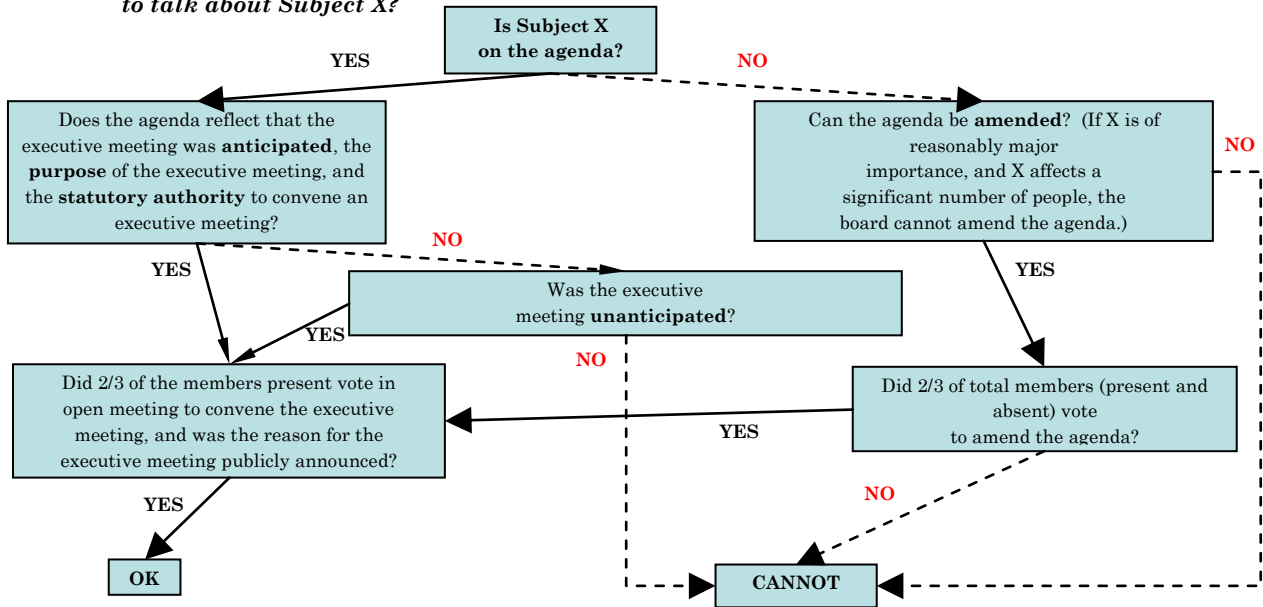 to talk about Subject X?
Is Subject X
on the agenda?
YES
NO
Does the agenda reflect that the
executive meeting was anticipated, the
purpose of the executive meeting, and
the statutory authority to convene an
executive meeting?
Can the agenda be amended? (If X is of
reasonably major
importance, and X affects a
significant number of people, the
board cannot amend the agenda.)
NO
NO
YES
YES
Was the executive
meeting unanticipated?
YES
NO
Did 2/3 of the members present vote in
open meeting to convene the executive
meeting, and was the reason for the
executive meeting publicly announced?
Did 2/3 of total members (present and
absent) vote
to amend the agenda?
YES
YES
NO
OK
CANNOT